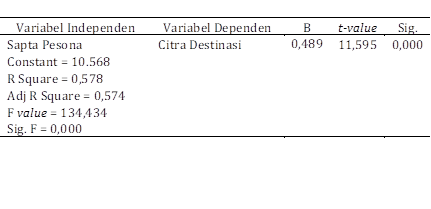 Variabel Independen Variabel Dependen B t-value Sig.
Sapta Pesona Citra Destinasi 0,489 11,595 0,000
Constant = 10.568
R Square = 0,578
Adj R Square = 0,574
F value = 134,434
Sig. F = 0,000